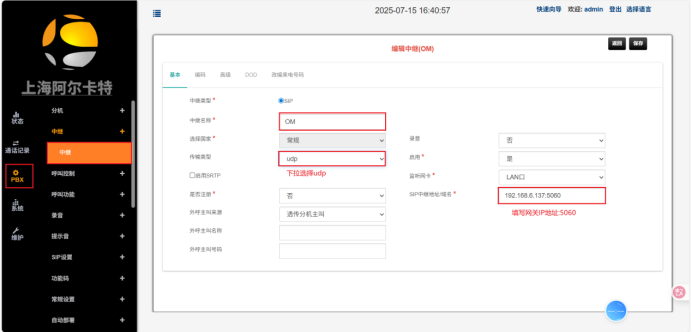 2025-07-15 16:40:57
快速向导 欢迎: admin 登出 选择语言
上海阿尔卡特
状态
通话记录
PBX
系统
维护
分机 +
中继 +
中继
呼叫控制 +
呼叫功能 +
录音 +
提示音 +
SIP设置 +
功能码 +
常规设置 +
自动部署 +
编辑中继(OM)
返回 保存
基本 编码 高级 DOD 改编来电号码
中继类型 * SIP
中继名称 * OM
选择国家 * 常规 录音 否
传输类型 * udp 启用 * 是
下拉选择udp
启用SRTP 监听网卡 * LAN口
是否注册 * 否 SIP中继地址/域名 * 192.168.6.137:5060
填写网关IP地址:5060
外呼主叫来源 透传分机主叫
外呼主叫名称
外呼主叫号码